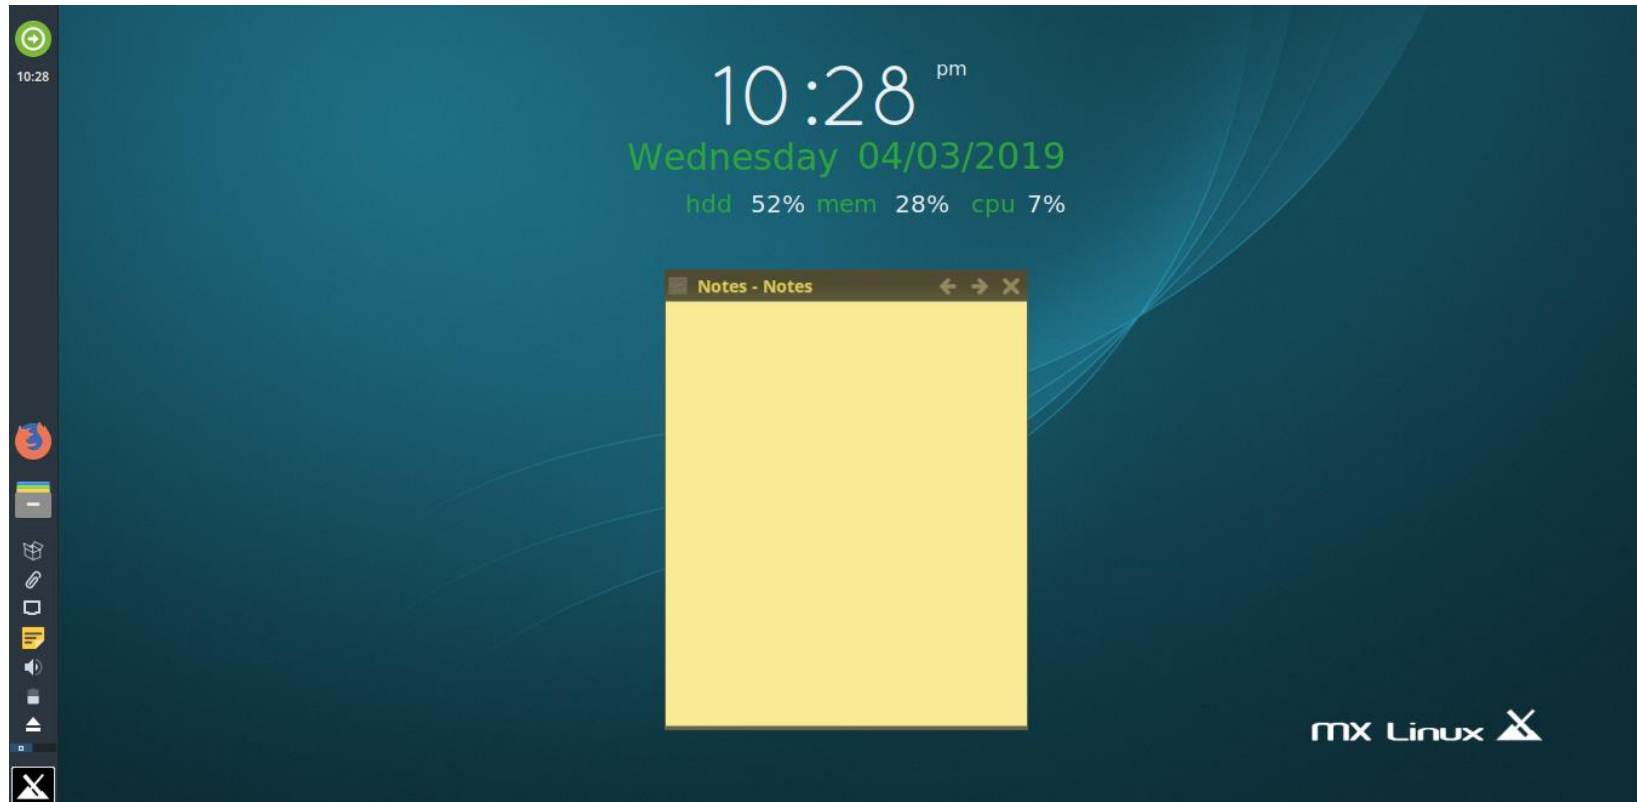 10:28
10:28 pm
Wednesday 04/03/2019
hdd 52% mem 28% cpu 7%
Notes - Notes
mx Linux